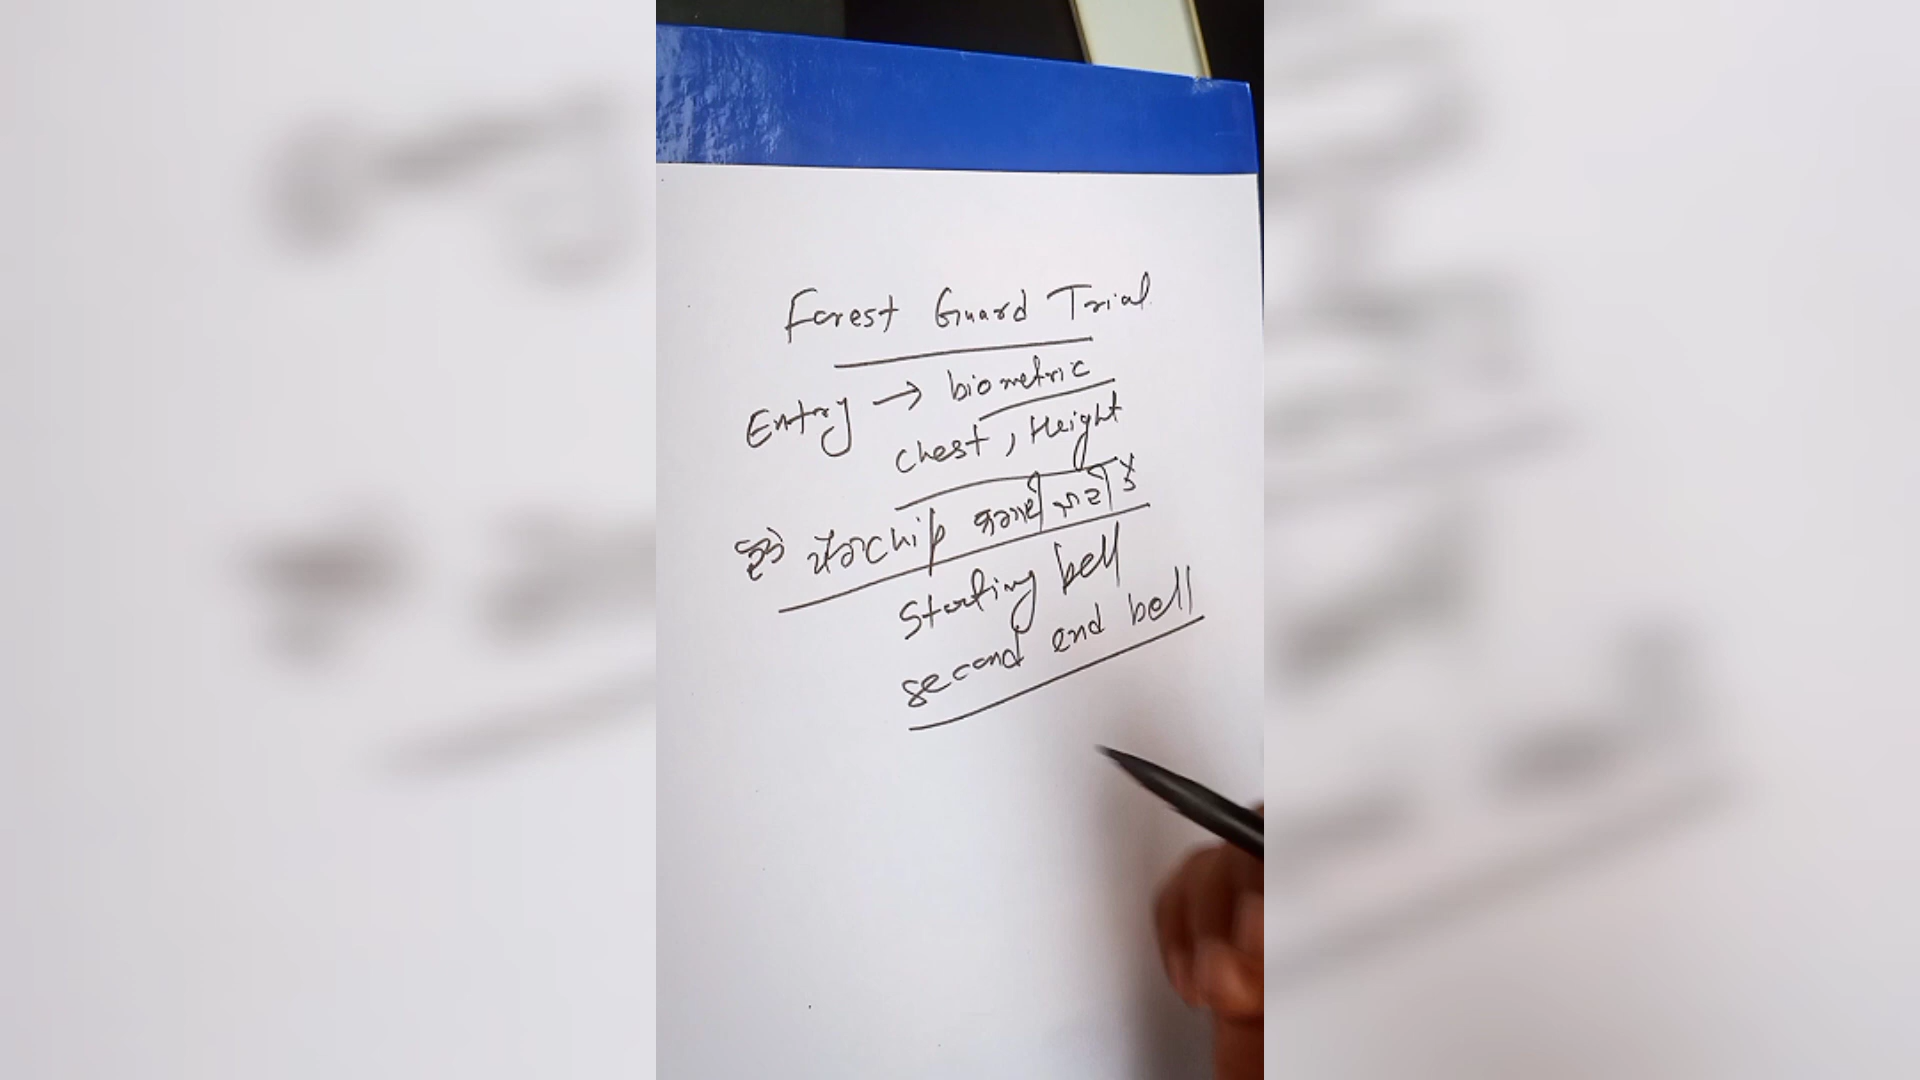 Forest Guard Trial
Entry → biometric
chest, Height
chip
Starting bell
second end bell